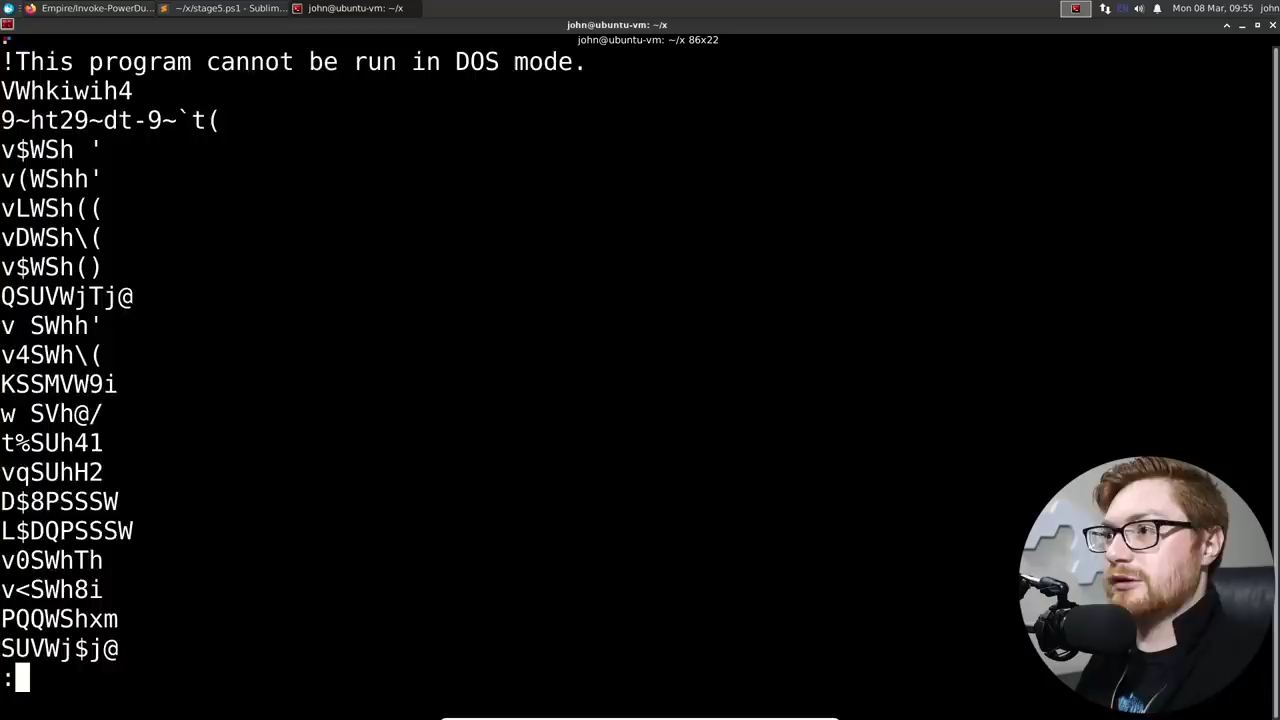 Empire/Invoke-PowerDu...
~/x/stage5.ps1 - Sublim...
john@ubuntu-vm: ~/x
EN
Mon 08 Mar, 09:55
john
john@ubuntu-vm: ~/x
john@ubuntu-vm: ~/x 86x22
!This program cannot be run in DOS mode.
VWhkiwih4
9~ht29~dt-9~`t(
v$WSh '
v(WShh'
vLWSh((
vDWSh\(
v$WSh()
QSUVWjTj@
v SWhh'
v4SWh\(
KSSMVW9i
w SVh@/
t%SUh41
vqSUhH2
D$8PSSSW
L$DQPSSSW
v0SWhTh
v<SWh8i
PQQWShxm
SUVWj$j@
: